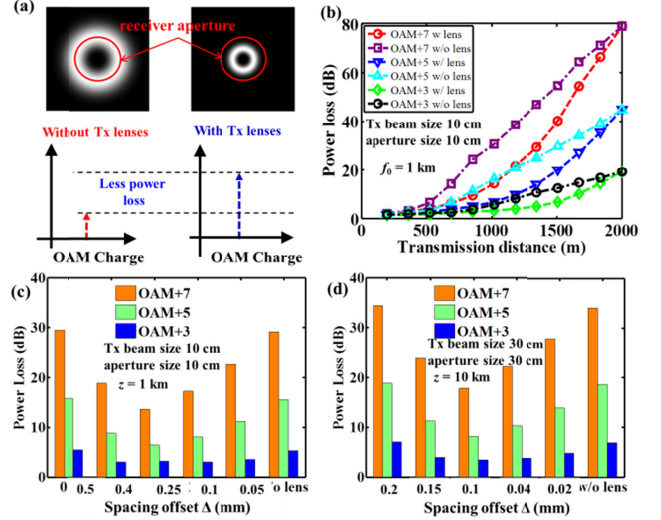 (a)
receiver aperture
Without Tx lenses
With Tx lenses
Less power
loss
OAM Charge
OAM Charge
(b)
Power loss (dB)
80
60
40
20
0
OAM+7 w lens
OAM+7 w/o lens
OAM+5 w/ lens
OAM+5 w/o lens
OAM+3 w/ lens
OAM+3 w/o lens
Tx beam size 10 cm
aperture size 10 cm
f0 = 1 km
0
500
1000
1500
2000
Transmission distance (m)
(c)
Power Loss (dB)
40
30
20
10
0
OAM+7
OAM+5
OAM+3
Tx beam size 10 cm
aperture size 10 cm
z = 1 km
0 0.5 0.4 0.25 0.1 0.05 /o lens
Spacing offset Δ (mm)
(d)
Power Loss (dB)
40
30
20
10
0
OAM+7
OAM+5
OAM+3
Tx beam size 30 cm
aperture size 30 cm
z = 10 km
0.2 0.15 0.1 0.04 0.02 w/o lens
Spacing offset Δ (mm)